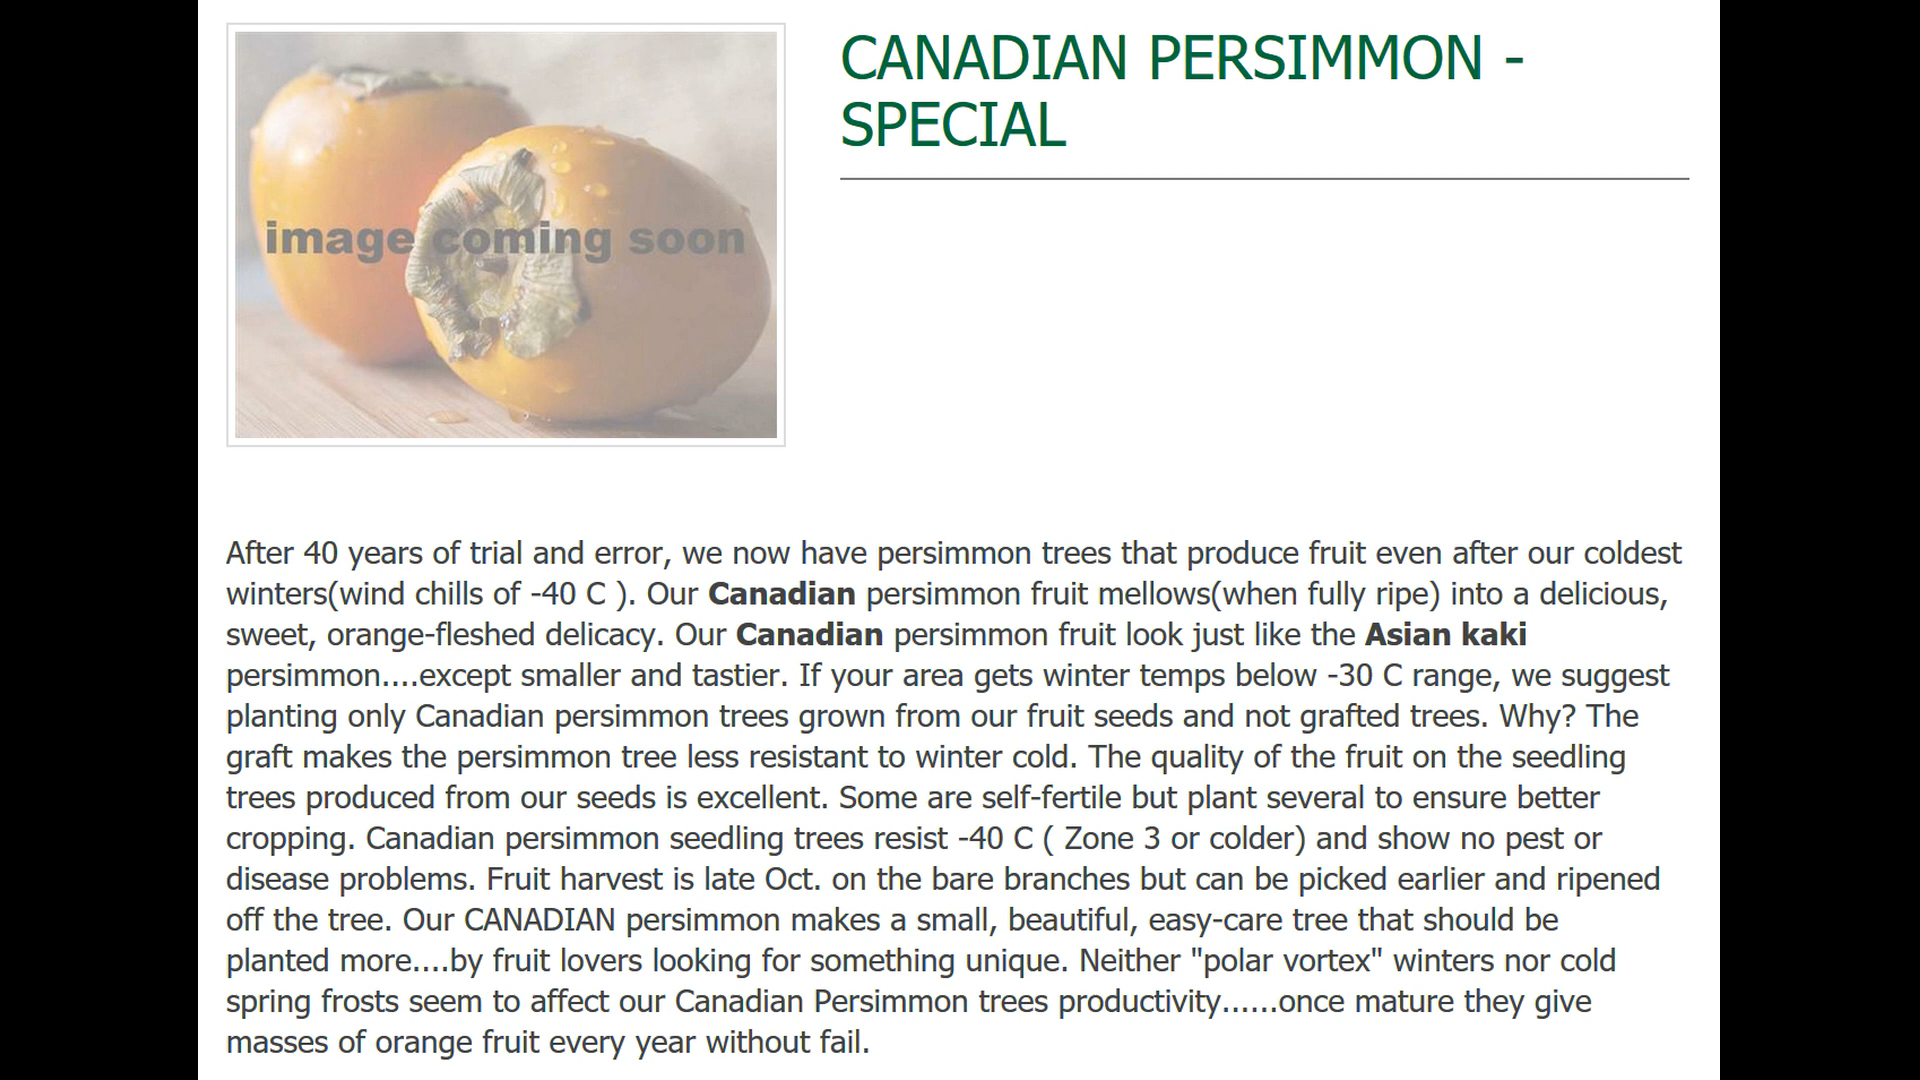 CANADIAN PERSIMMON -
SPECIAL
image coming soon
After 40 years of trial and error, we now have persimmon trees that produce fruit even after our coldest
winters(wind chills of -40 C ). Our Canadian persimmon fruit mellows(when fully ripe) into a delicious,
sweet, orange-fleshed delicacy. Our Canadian persimmon fruit look just like the Asian kaki
persimmon....except smaller and tastier. If your area gets winter temps below -30 C range, we suggest
planting only Canadian persimmon trees grown from our fruit seeds and not grafted trees. Why? The
graft makes the persimmon tree less resistant to winter cold. The quality of the fruit on the seedling
trees produced from our seeds is excellent. Some are self-fertile but plant several to ensure better
cropping. Canadian persimmon seedling trees resist -40 C ( Zone 3 or colder) and show no pest or
disease problems. Fruit harvest is late Oct. on the bare branches but can be picked earlier and ripened
off the tree. Our CANADIAN persimmon makes a small, beautiful, easy-care tree that should be
planted more....by fruit lovers looking for something unique. Neither "polar vortex" winters nor cold
spring frosts seem to affect our Canadian Persimmon trees productivity......once mature they give
masses of orange fruit every year without fail.